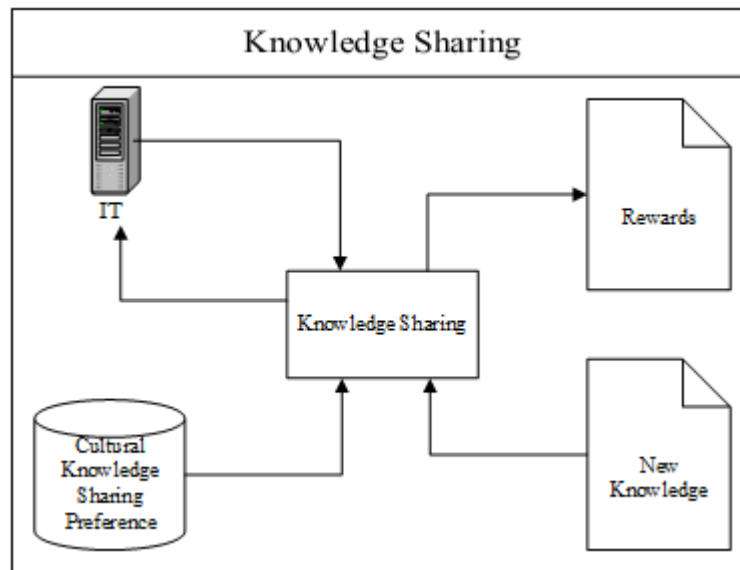 Knowledge Sharing
IT
Rewards
Knowledge Sharing
Cultural
Knowledge
Sharing
Preference
New
Knowledge